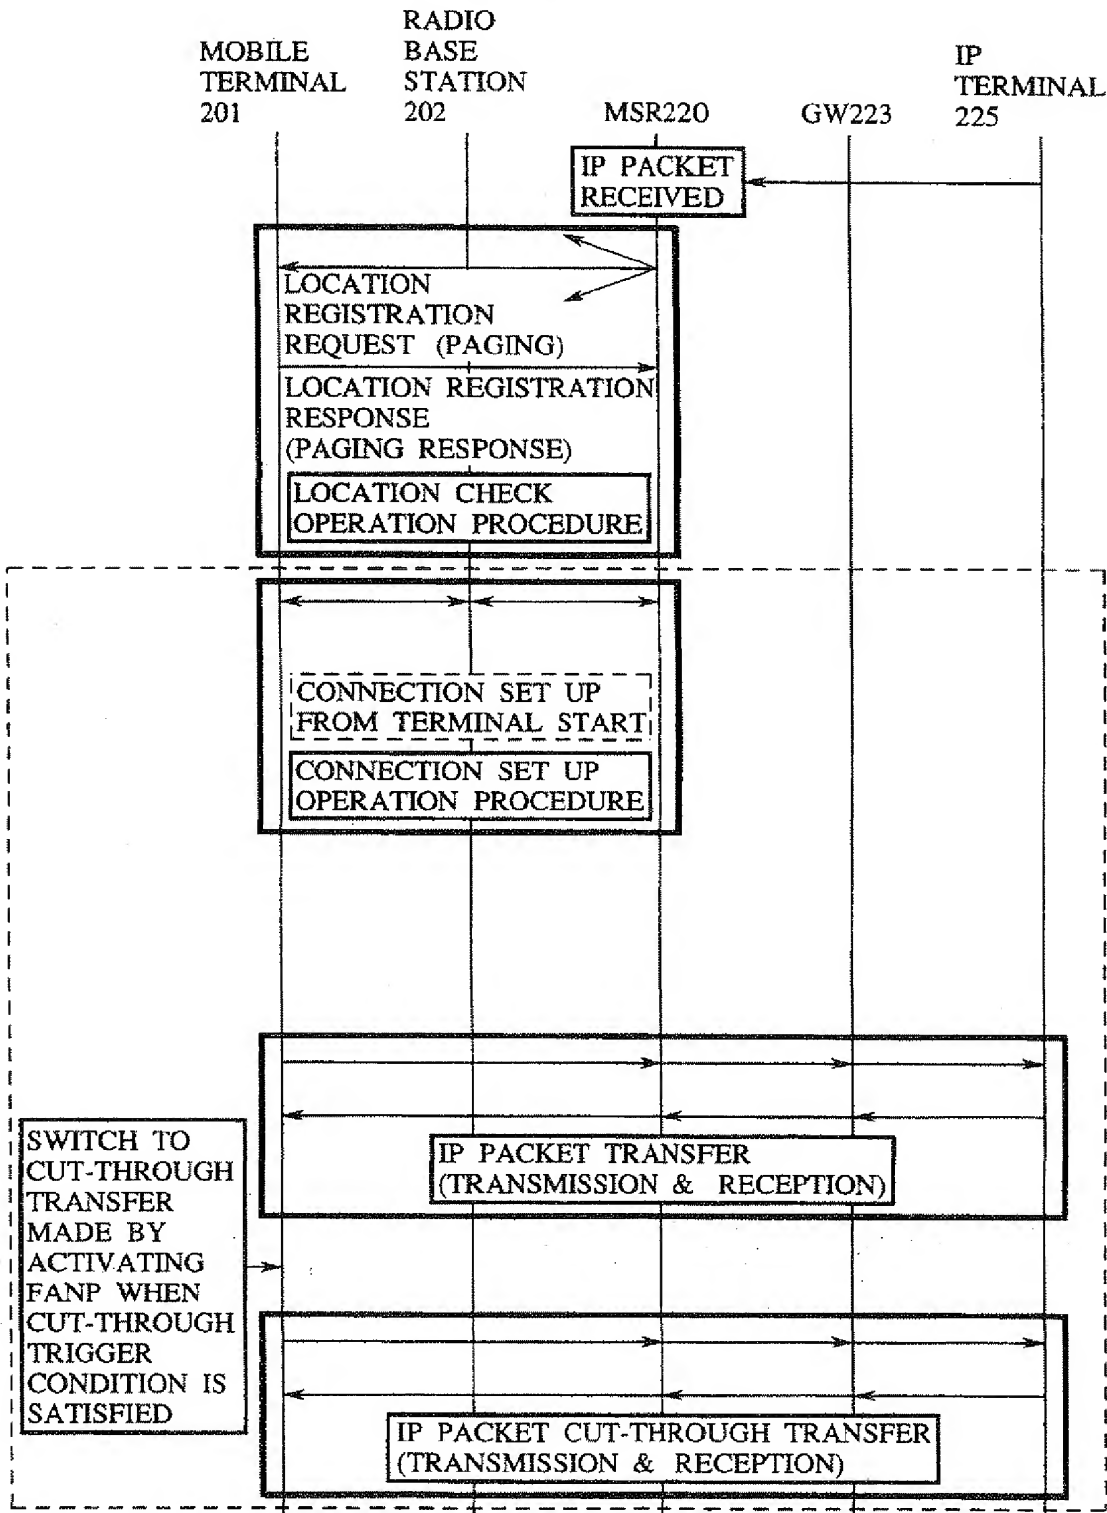 MOBILE
TERMINAL
201
RADIO
BASE
STATION
202
MSR220
GW223
IP
TERMINAL
225
IP PACKET
RECEIVED
LOCATION
REGISTRATION
REQUEST (PAGING)
LOCATION REGISTRATION
RESPONSE
(PAGING RESPONSE)
LOCATION CHECK
OPERATION PROCEDURE
CONNECTION SET UP
FROM TERMINAL START
CONNECTION SET UP
OPERATION PROCEDURE
IP PACKET TRANSFER
(TRANSMISSION & RECEPTION)
SWITCH TO
CUT-THROUGH
TRANSFER
MADE BY
ACTIVATING
FANP WHEN
CUT-THROUGH
TRIGGER
CONDITION IS
SATISFIED
IP PACKET CUT-THROUGH TRANSFER
(TRANSMISSION & RECEPTION)